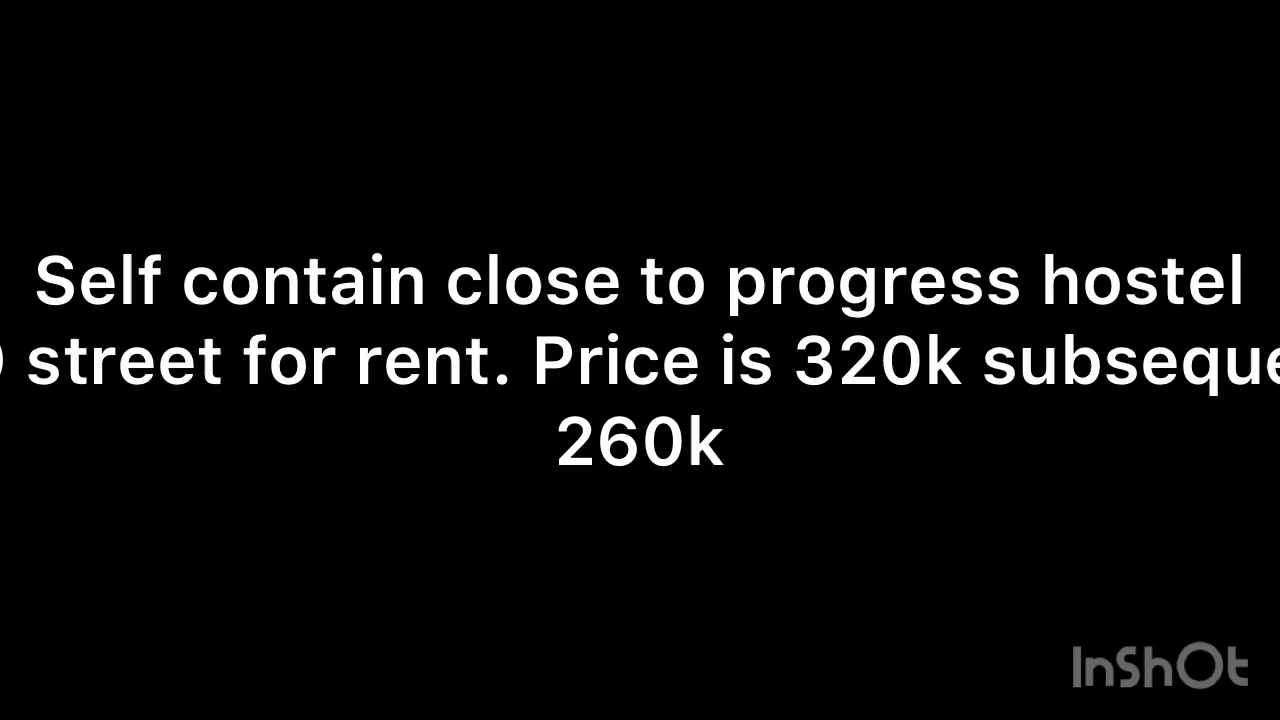 Self contain close to progress hostel
street for rent. Price is 320k
260k
InShOt